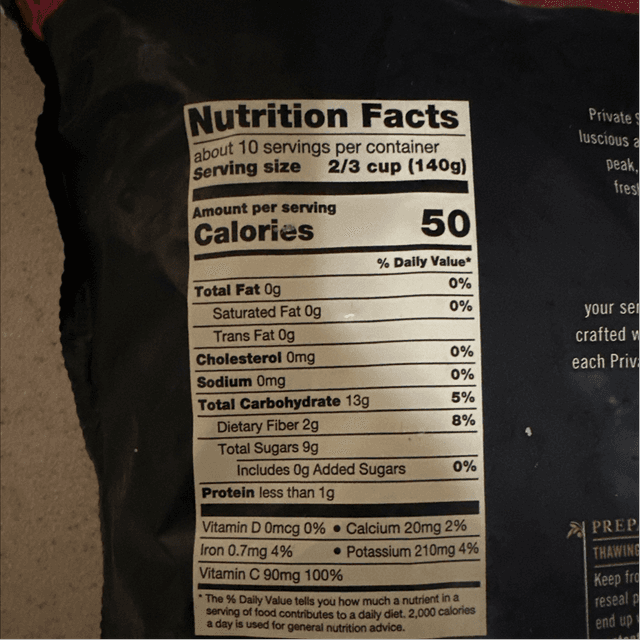 Nutrition Facts
about 10 servings per container
Serving size 2/3 cup (140g)
Amount per serving
Calories 50
% Daily Value*
Total Fat 0g 0%
Saturated Fat 0g 0%
Trans Fat 0g
Cholesterol 0mg 0%
Sodium 0mg 0%
Total Carbohydrate 13g 5%
Dietary Fiber 2g 8%
Total Sugars 9g
Includes 0g Added Sugars 0%
Protein less than 1g
Vitamin D 0mcg 0% • Calcium 20mg 2%
Iron 0.7mg 4% • Potassium 210mg 4%
Vitamin C 90mg 100%
* The % Daily Value tells you how much a nutrient in a
serving of food contributes to a daily diet. 2,000 calories
a day is used for general nutrition advice.
Private S
luscious a
peak,
fres
your ser
crafted w
each Priv
PREP
THAWING
Keep fro
reseal p
end up